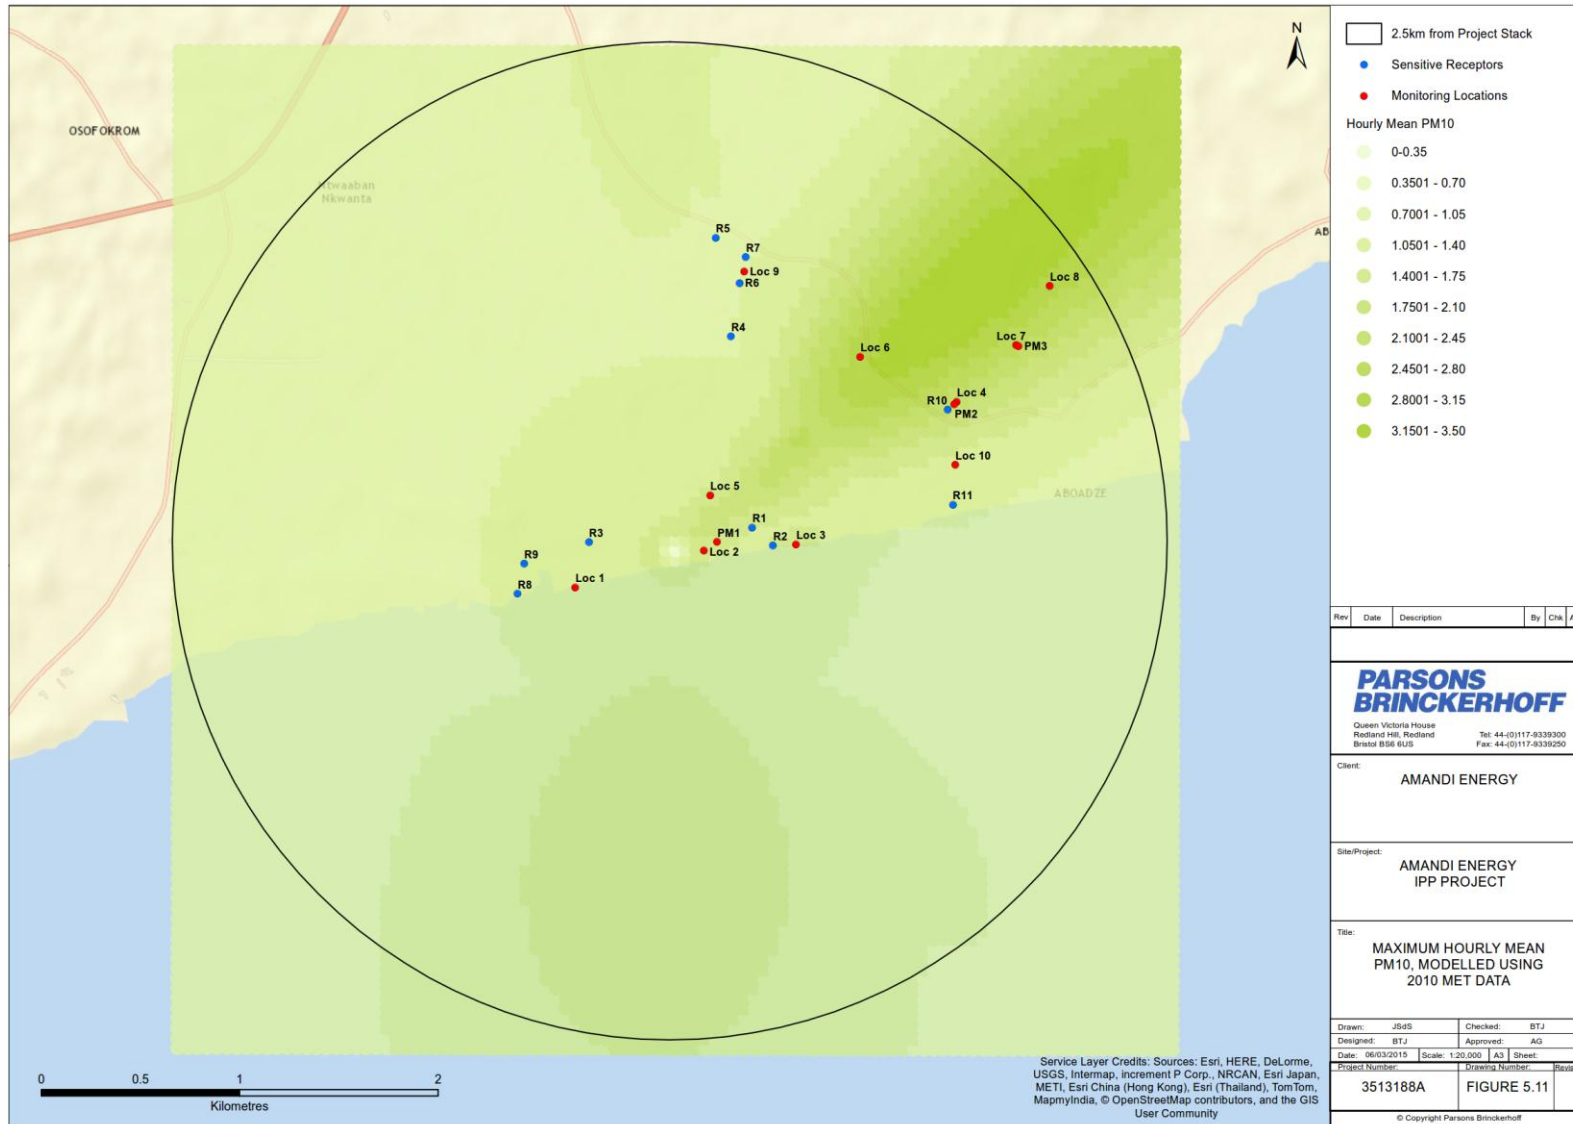 N
OSOFOKROM
Ntwaaban
Nkwanta
AB
R5
R7
Loc 9
R6
R4
Loc 8
Loc 7
PM3
Loc 6
Loc 4
R10
PM2
Loc 10
R11
ABOADZE
Loc 5
R1
PM1
R2
Loc 3
Loc 2
R3
R9
R8
Loc 1
0 0.5 1 2
Kilometres
Service Layer Credits: Sources: Esri, HERE, DeLorme,
USGS, Intermap, increment P Corp., NRCAN, Esri Japan,
METI, Esri China (Hong Kong), Esri (Thailand), TomTom,
MapmyIndia, © OpenStreetMap contributors, and the GIS
User Community
2.5km from Project Stack
Sensitive Receptors
Monitoring Locations
Hourly Mean PM10
0-0.35
0.3501 - 0.70
0.7001 - 1.05
1.0501 - 1.40
1.4001 - 1.75
1.7501 - 2.10
2.1001 - 2.45
2.4501 - 2.80
2.8001 - 3.15
3.1501 - 3.50
Rev Date Description By Chk A
PARSONS
BRINCKERHOFF
Queen Victoria House
Redland Hill, Redland Tel: 44-(0)117-9339300
Bristol BS6 6US Fax: 44-(0)117-9339250
Client:
AMANDI ENERGY
Site/Project:
AMANDI ENERGY
IPP PROJECT
Title:
MAXIMUM HOURLY MEAN
PM10, MODELLED USING
2010 MET DATA
Drawn: JSdS Checked: BTJ
Designed: BTJ Approved: AG
Date: 06/03/2015 Scale: 1:20,000 A3 Sheet:
Project Number: Drawing Number: Revis
3513188A FIGURE 5.11
© Copyright Parsons Brinckerhoff